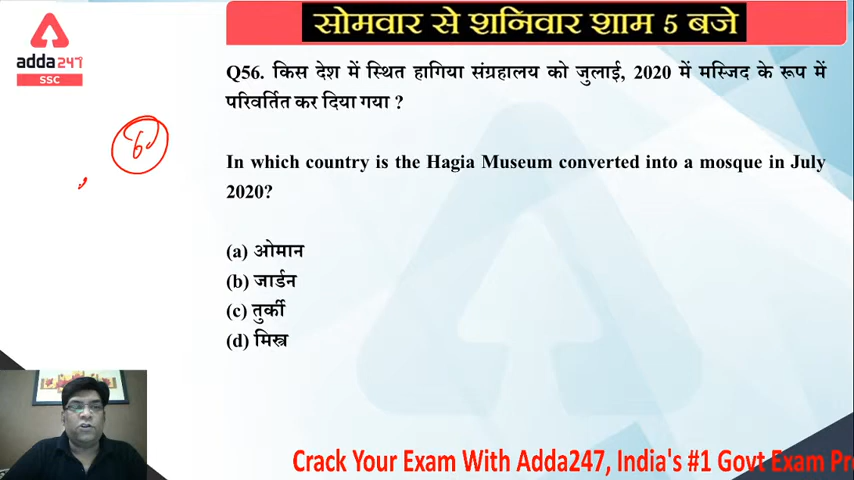 सोमवार से शनिवार शाम 5 बजे
adda247
SSC
Q56. किस देश में स्थित हागिया संग्रहालय को जुलाई, 2020 में मस्जिद के रूप में
परिवर्तित कर दिया गया ?
In which country is the Hagia Museum converted into a mosque in July
2020?
(a) ओमान
(b) जार्डन
(c) तुर्की
(d) मिस्त्र
Crack Your Exam With Adda247, India's #1 Govt Exam Pre